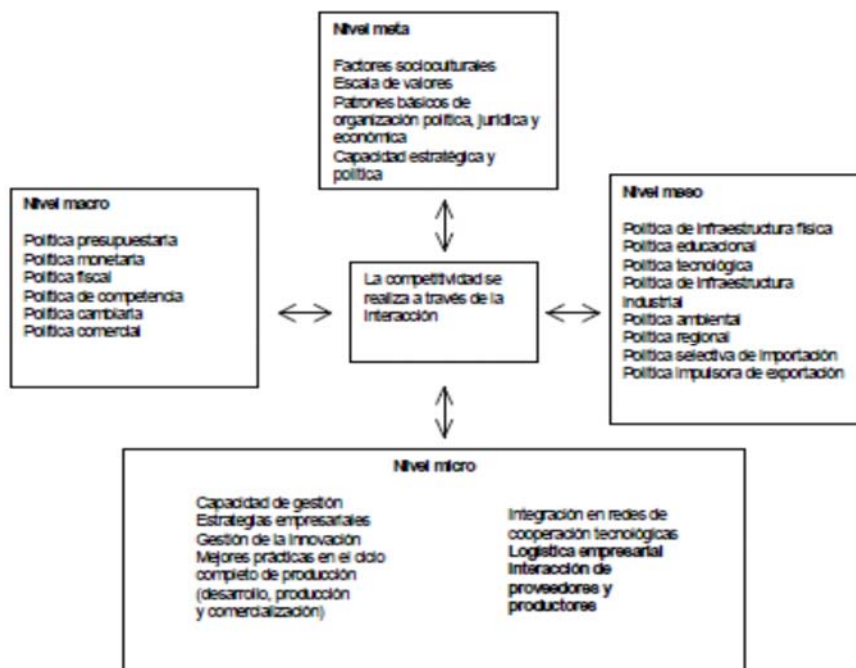 Nivel meta
Factores socioculturales
Escala de valores
Patrones básicos de
organización política, jurídica y
económica
Capacidad estratégica y
política
Nivel macro
Política presupuestaria
Política monetaria
Política fiscal
Política de competencia
Política cambiaria
Política comercial
La competitividad se
realiza a través de la
interacción
Nivel meso
Política de infraestructura física
Política educacional
Política tecnológica
Política de infraestructura
industrial
Política ambiental
Política regional
Política selectiva de importación
Política impulsora de exportación
Nivel micro
Capacidad de gestión
Estrategias empresariales
Gestión de la innovación
Mejores prácticas en el ciclo
completo de producción
(desarrollo, producción
y comercialización)
Integración en redes de
cooperación tecnológicas
Logística empresarial
Interacción de
proveedores y
productores